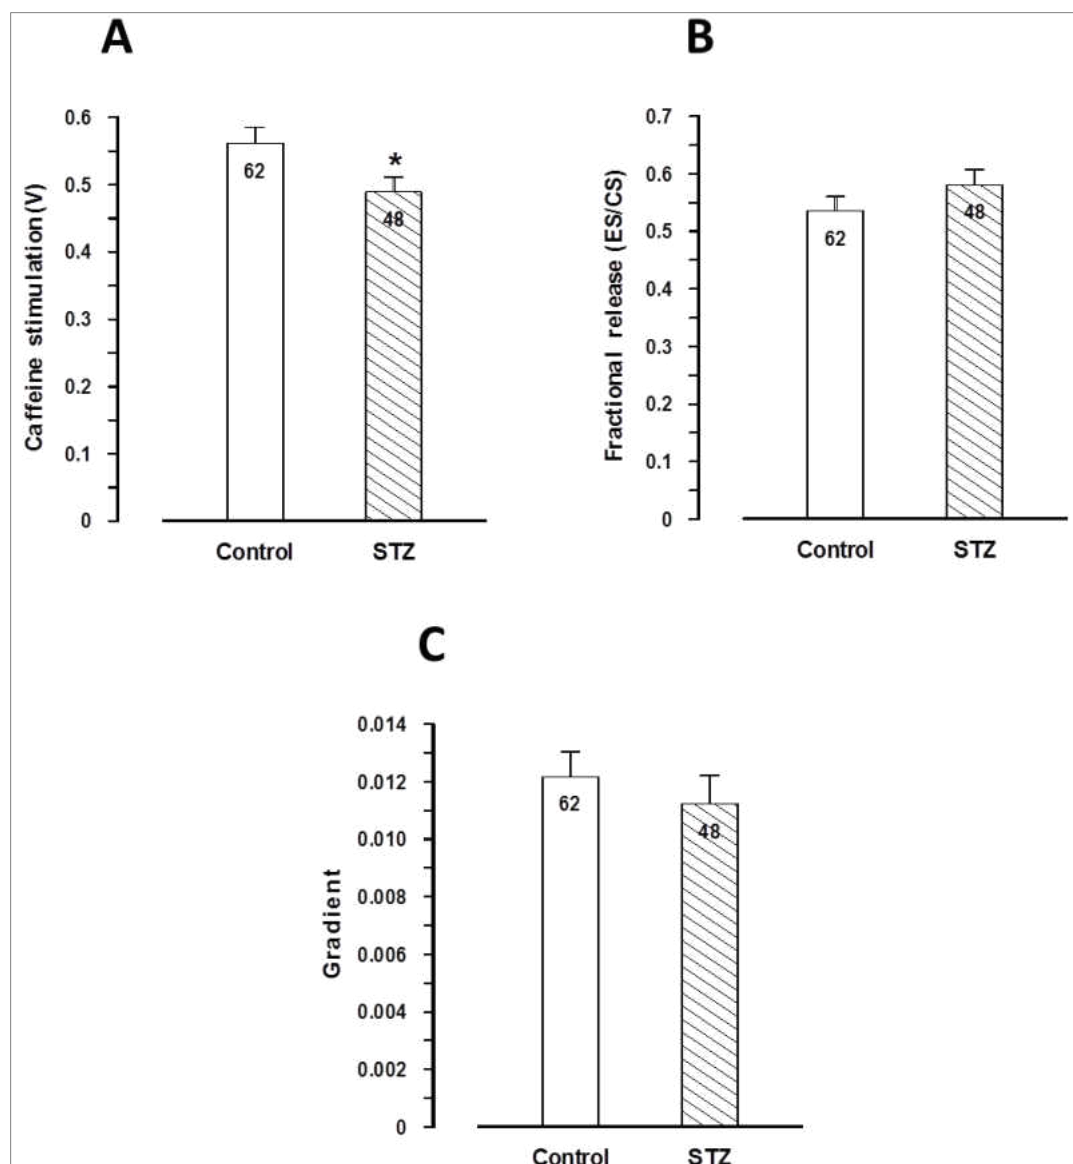 A
B
0.6
0.5
0.4
0.3
0.2
0.1
0
Caffeine stimulation(V)
62
*
48
Control
STZ
0.7
0.6
0.5
0.4
0.3
0.2
0.1
0
Fractional release (ES/CS)
62
48
Control
STZ
C
0.014
0.012
0.010
0.008
0.006
0.004
0.002
0
Gradient
62
48
Control
STZ